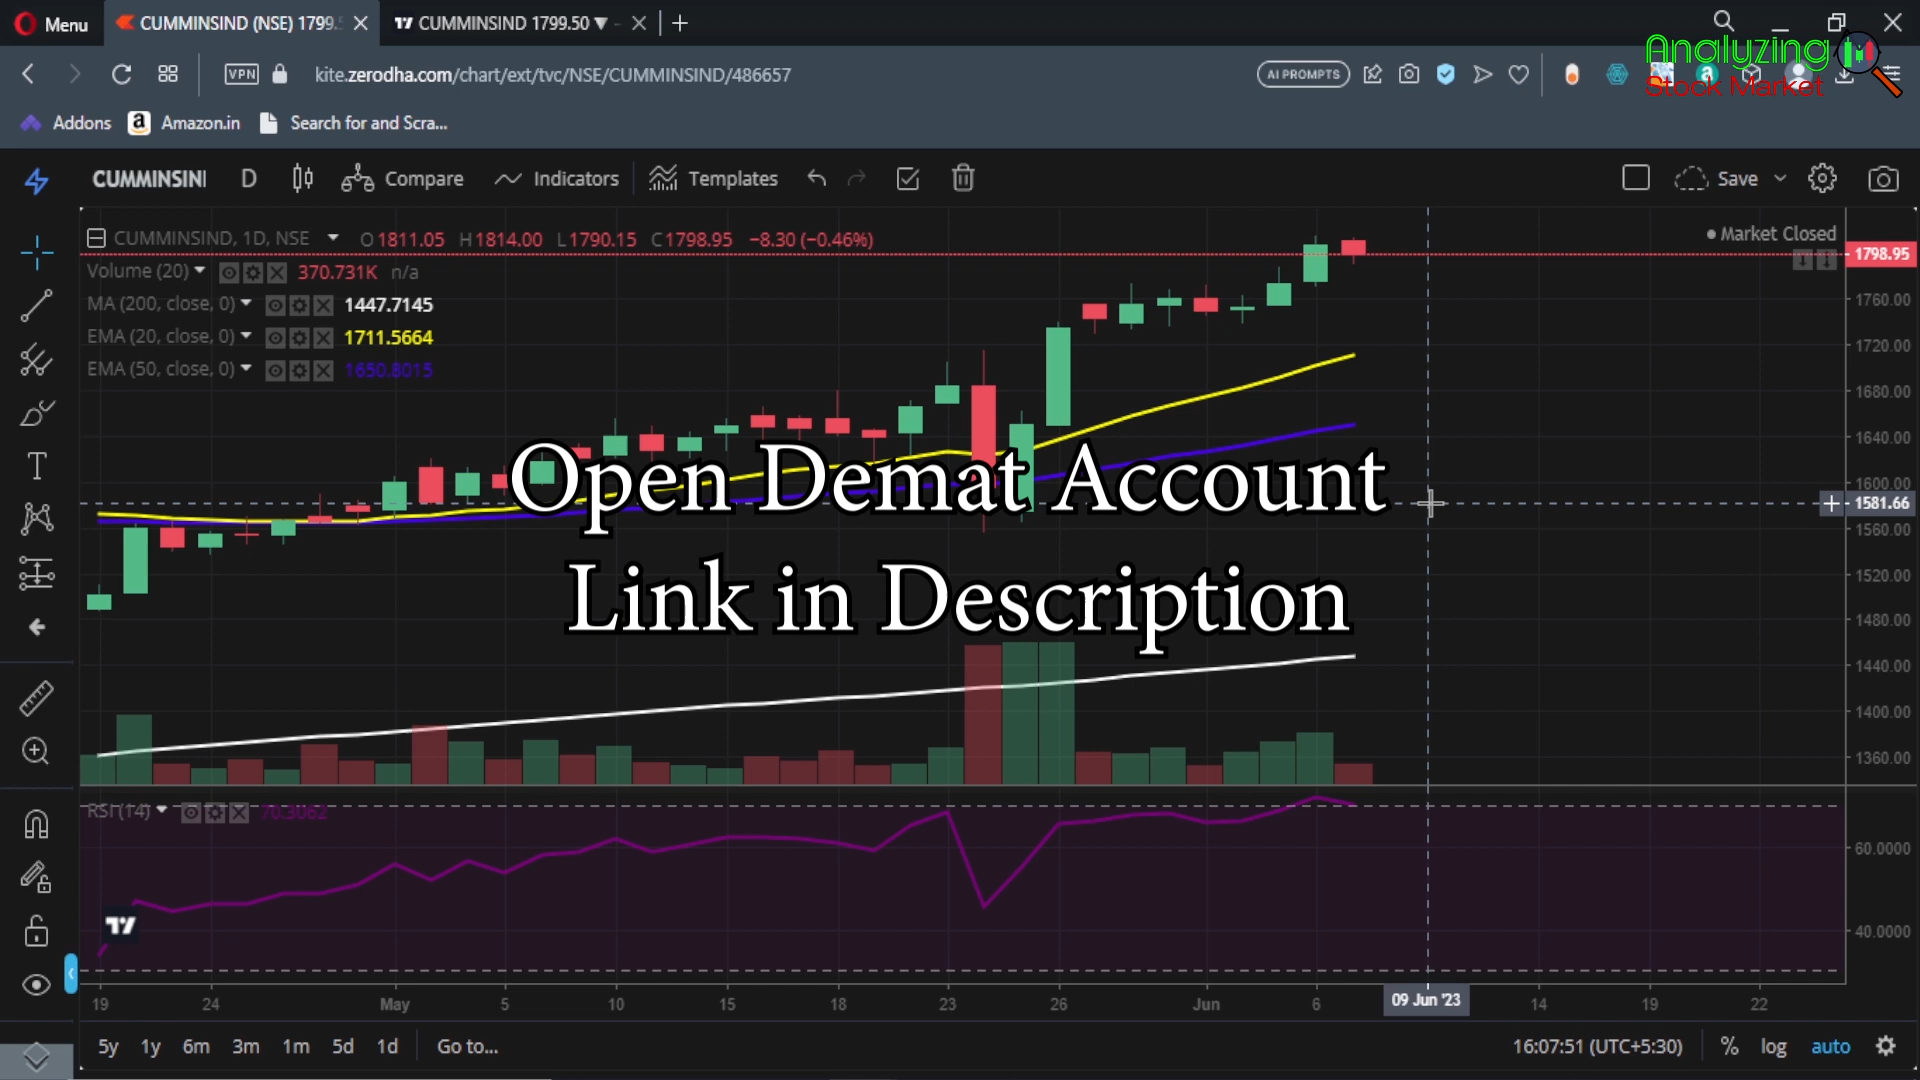 Menu
CUMMINSIND (NSE) 1799.5
CUMMINSIND 1799.50 ▼ -
VPN
kite.zerodha.com/chart/ext/tvc/NSE/CUMMINSIND/486657
AI PROMPTS
Analyzing
Stock Market
Addons
a Amazon.in
Search for and Scra...
CUMMINSINI
D
Compare
Indicators
Templates
Save
CUMMINSIND, 1D, NSE
O1811.05 H1814.00 L1790.15 C1798.95 −8.30 (−0.46%)
Market Closed
1798.95
Volume (20)
370.731K n/a
MA (200, close, 0)
1447.7145
EMA (20, close, 0)
1711.5664
EMA (50, close, 0)
1650.8015
1760.00
1720.00
1680.00
1640.00
1600.00
1581.66
1560.00
1520.00
1480.00
1440.00
1400.00
1360.00
Open Demat Account
Link in Description
RSI (14)
70.3062
60.0000
40.0000
19 24 May 5 10 15 18 23 26 Jun 6 09 Jun '23 14 19 22
5y 1y 6m 3m 1m 5d 1d Go to...
16:07:51 (UTC+5:30) % log auto